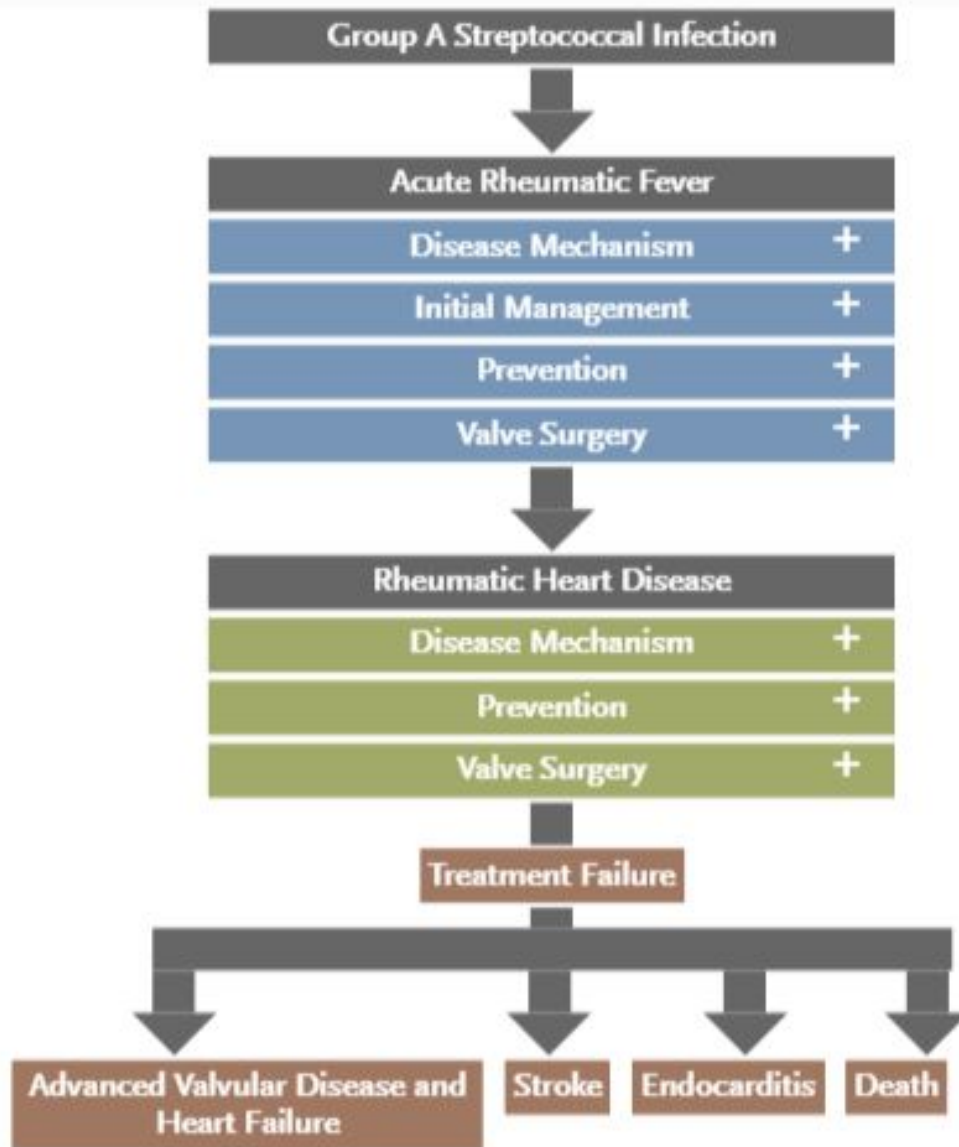 Group A Streptococcal Infection
Acute Rheumatic Fever
Disease Mechanism +
Initial Management +
Prevention +
Valve Surgery +
Rheumatic Heart Disease
Disease Mechanism +
Prevention +
Valve Surgery +
Treatment Failure
Advanced Valvular Disease and
Heart Failure
Stroke
Endocarditis
Death